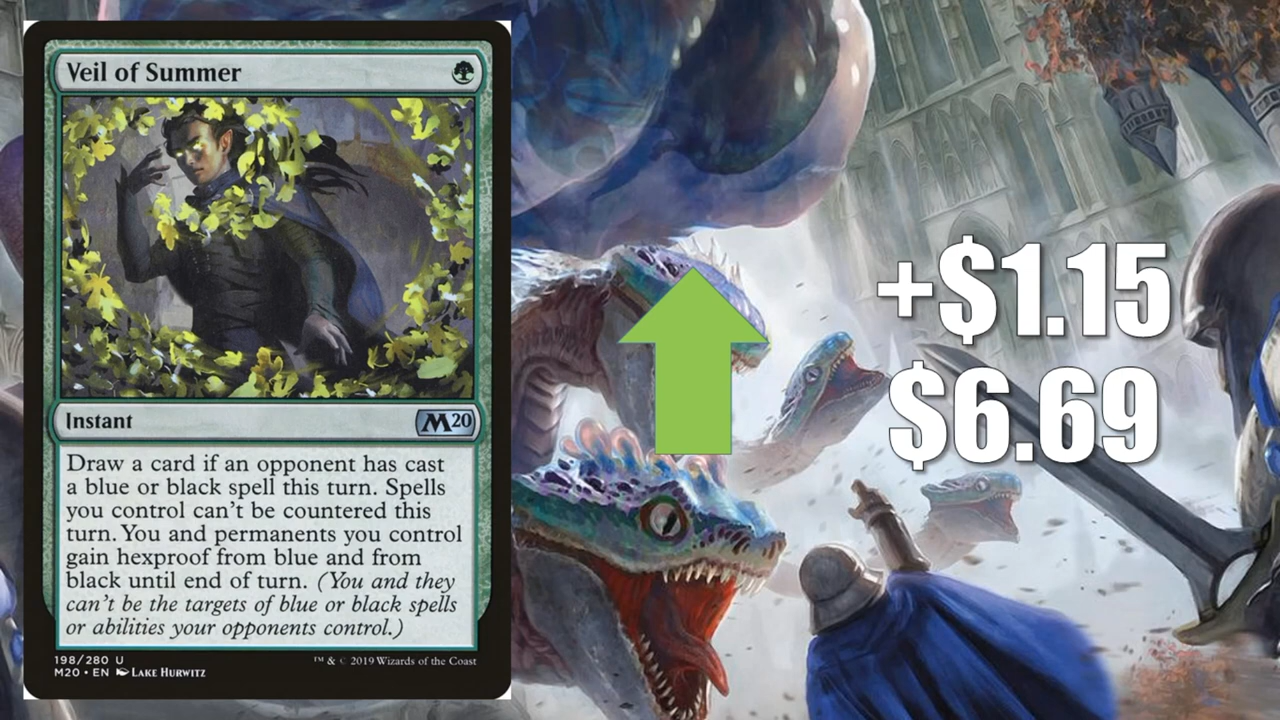 Veil of Summer
Instant
M20
Draw a card if an opponent has cast
a blue or black spell this turn. Spells
you control can't be countered this
turn. You and permanents you control
gain hexproof from blue and from
black until end of turn. (You and they
can't be the targets of blue or black spells
or abilities your opponents control.)
198/280 U
M20 • EN LAKE HURWITZ
™ & © 2019 Wizards of the Coast
+$1.15
$6.69